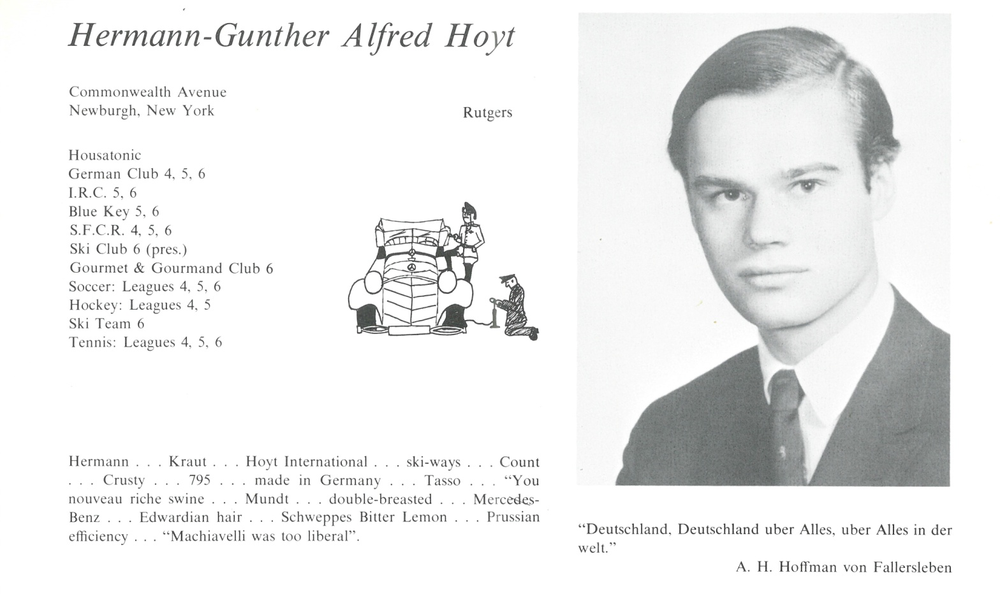 Hermann-Gunther Alfred Hoyt
Commonwealth Avenue
Newburgh, New York
Rutgers
Housatonic
German Club 4, 5, 6
I.R.C. 5, 6
Blue Key 5, 6
S.F.C.R. 4, 5, 6
Ski Club 6 (pres.)
Gourmet & Gourmand Club 6
Soccer: Leagues 4, 5, 6
Hockey: Leagues 4, 5
Ski Team 6
Tennis: Leagues 4, 5, 6
Hermann . . . Kraut . . . Hoyt International . . . ski-ways . . . Count
. . . Crusty . . . 795 . . . made in Germany . . . Tasso . . . “You
nouveau riche swine . . . Mundt . . . double-breasted . . . Mercedes-
Benz . . . Edwardian hair . . . Schweppes Bitter Lemon . . . Prussian
efficiency . . . “Machiavelli was too liberal”.
“Deutschland, Deutschland uber Alles, uber Alles in der
welt.”
A. H. Hoffman von Fallersleben